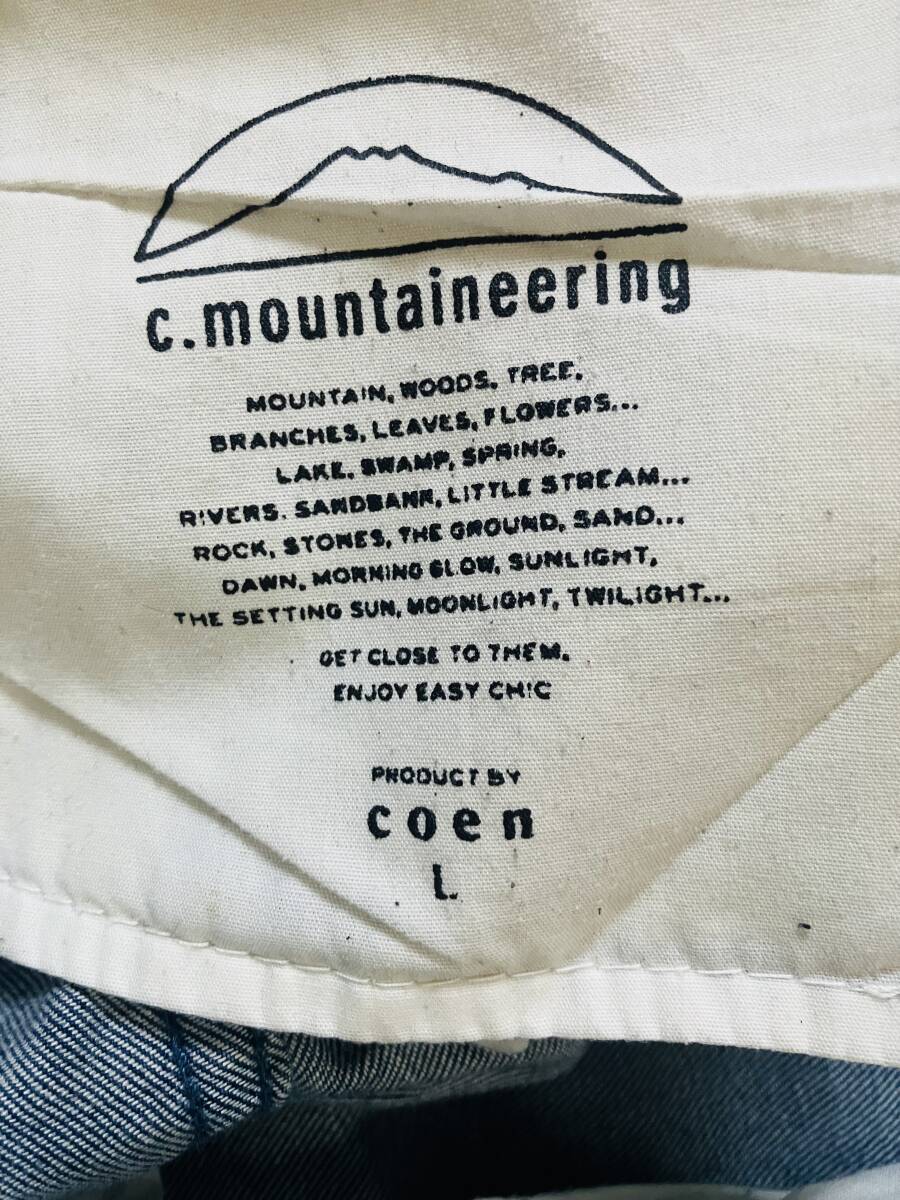 c.mountaineering
MOUNTAIN, WOODS, TREE,
BRANCHES, LEAVES, FLOWERS...
LAKE, SWAMP, SPRING,
RIVERS, SANDBANK, LITTLE STREAM...
ROCK, STONES, THE GROUND, SAND...
DAWN, MORNING GLOW, SUNLIGHT,
THE SETTING SUN, MOONLIGHT, TWILIGHT...
GET CLOSE TO THEM.
ENJOY EASY CHIC
PRODUCT BY
coen
L